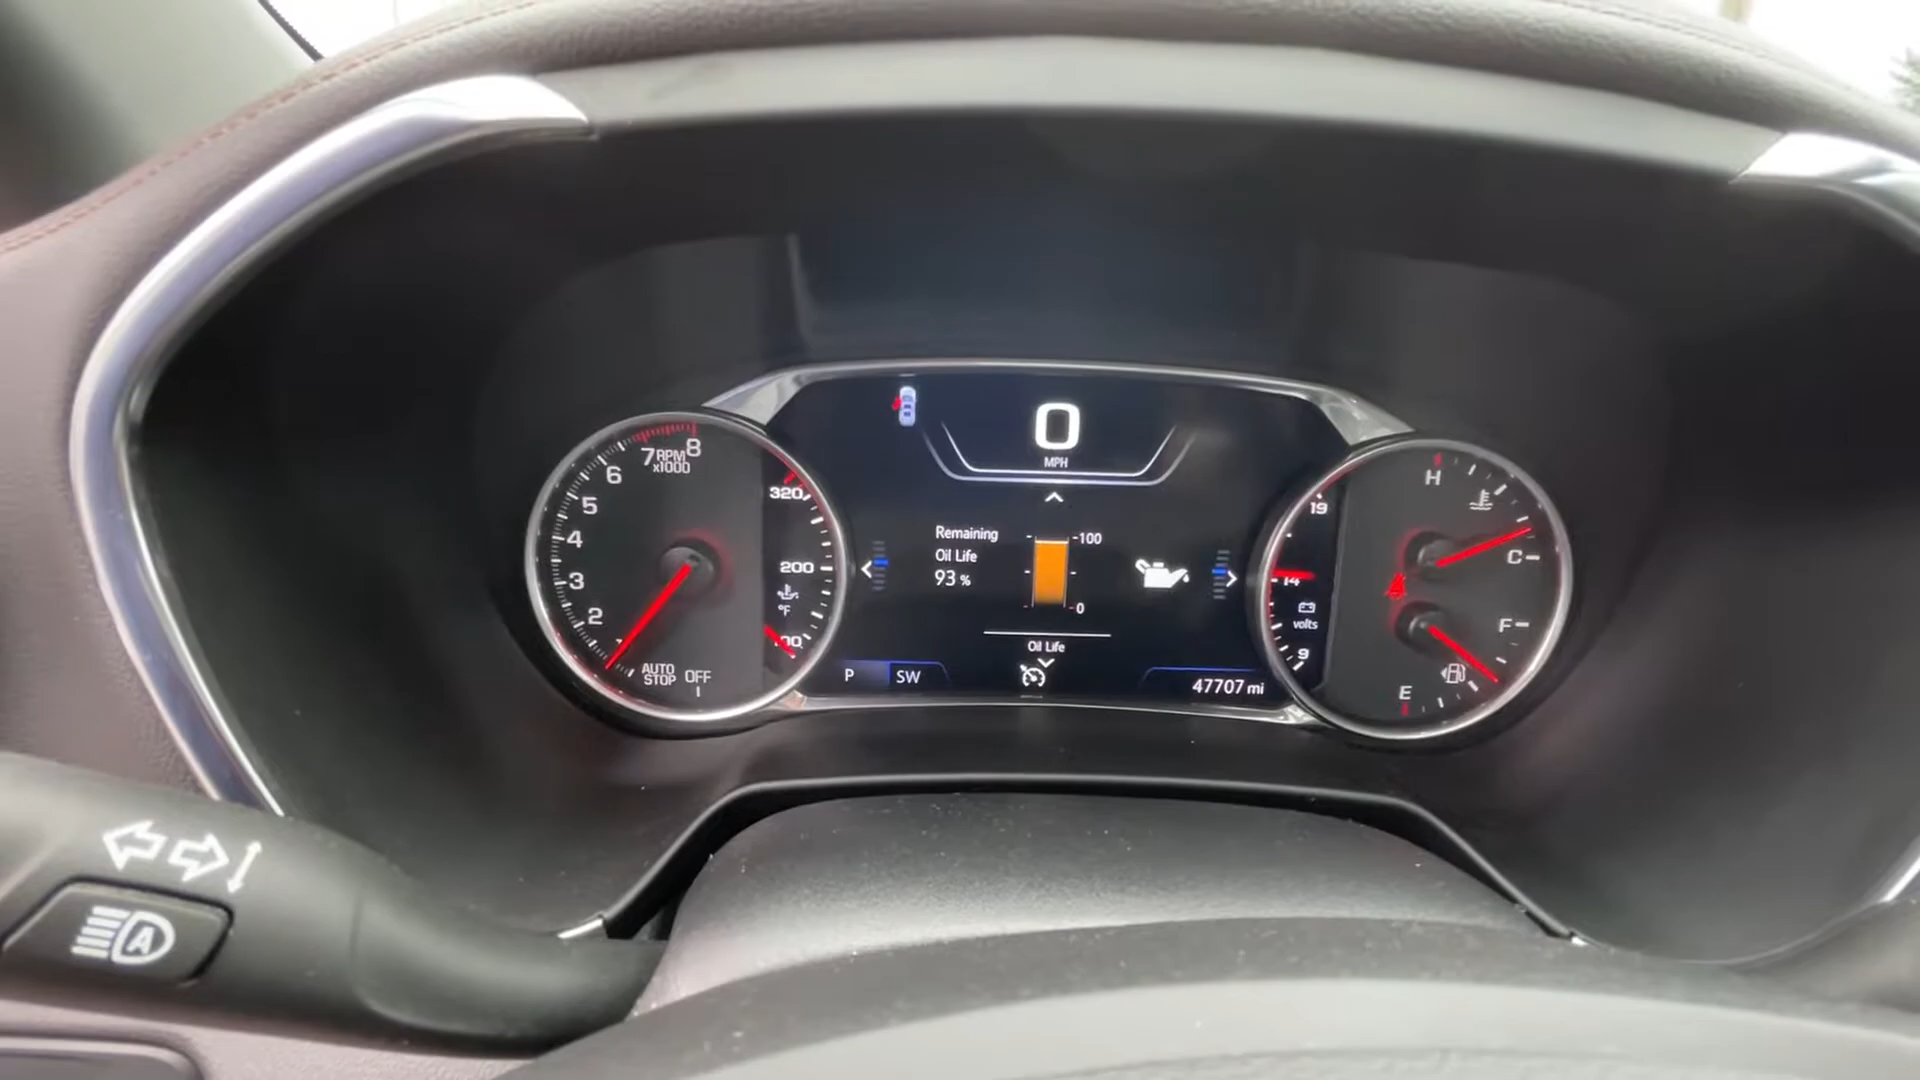 0
MPH
8
7
RPM
x1000
6
5
4
3
2
AUTO
STOP
OFF
320
200
°F
Remaining
Oil Life
93 %
100
0
Oil Life
P
SW
47707 mi
19
14
volts
9
H
C
F
E
A